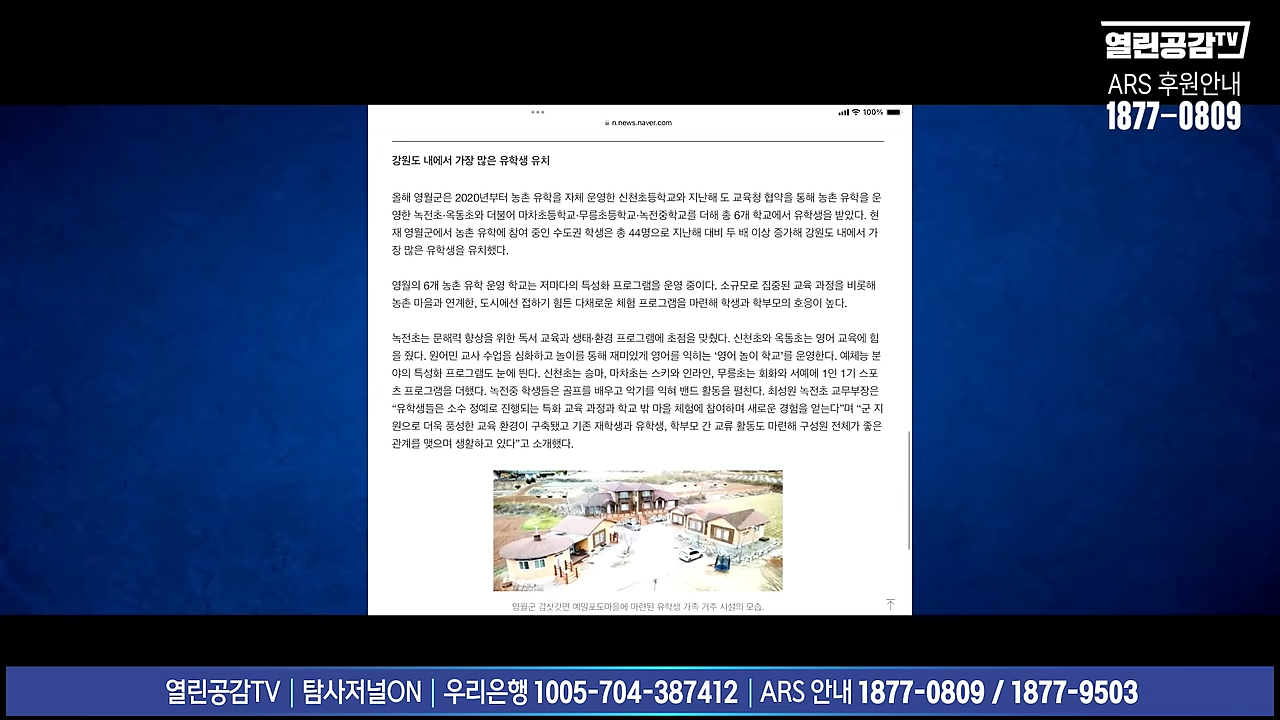 열린공감TV
ARS 후원안내
1877-0809
n.news.naver.com
100%
강원도 내에서 가장 많은 유학생 유치
올해 영월군은 2020년부터 농촌 유학을 자체 운영한 신천초등학교와 지난해 도 교육청 협약을 통해 농촌 유학을 운
영한 녹전초·옥동초와 더불어 마차초등학교·무릉초등학교·녹전중학교를 더해 총 6개 학교에서 유학생을 받았다. 현
재 영월군에서 농촌 유학에 참여 중인 수도권 학생은 총 44명으로 지난해 대비 두 배 이상 증가해 강원도 내에서 가
장 많은 유학생을 유치했다.
영월의 6개 농촌 유학 운영 학교는 저마다의 특성화 프로그램을 운영 중이다. 소규모로 집중된 교육 과정을 비롯해
농촌 마을과 연계한, 도시에선 접하기 힘든 다채로운 체험 프로그램을 마련해 학생과 학부모의 호응이 높다.
녹전초는 문해력 향상을 위한 독서 교육과 생태·환경 프로그램에 초점을 맞췄다. 신천초와 옥동초는 영어 교육에 힘
을 줬다. 원어민 교사 수업을 심화하고 놀이를 통해 재미있게 영어를 익히는 ‘영어 놀이 학교’를 운영한다. 예체능 분
야의 특성화 프로그램도 눈에 띈다. 신천초는 승마, 마차초는 스키와 인라인, 무릉초는 회화와 서예에 1인 1기 스포
츠 프로그램을 더했다. 녹전중 학생들은 골프를 배우고 악기를 익혀 밴드 활동을 펼친다. 최성원 녹전초 교무부장은
“유학생들은 소수 정예로 진행되는 특화 교육 과정과 학교 밖 마을 체험에 참여하며 새로운 경험을 얻는다”며 “군 지
원으로 더욱 풍성한 교육 환경이 구축됐고 기존 재학생과 유학생, 학부모 간 교류 활동도 마련해 구성원 전체가 좋은
관계를 맺으며 생활하고 있다”고 소개했다.
영월군 김삿갓면 예밀포도마을에 마련된 유학생 가족 거주 시설의 모습.
열린공감TV | 탐사저널ON | 우리은행 1005-704-387412 | ARS 안내 1877-0809 / 1877-9503